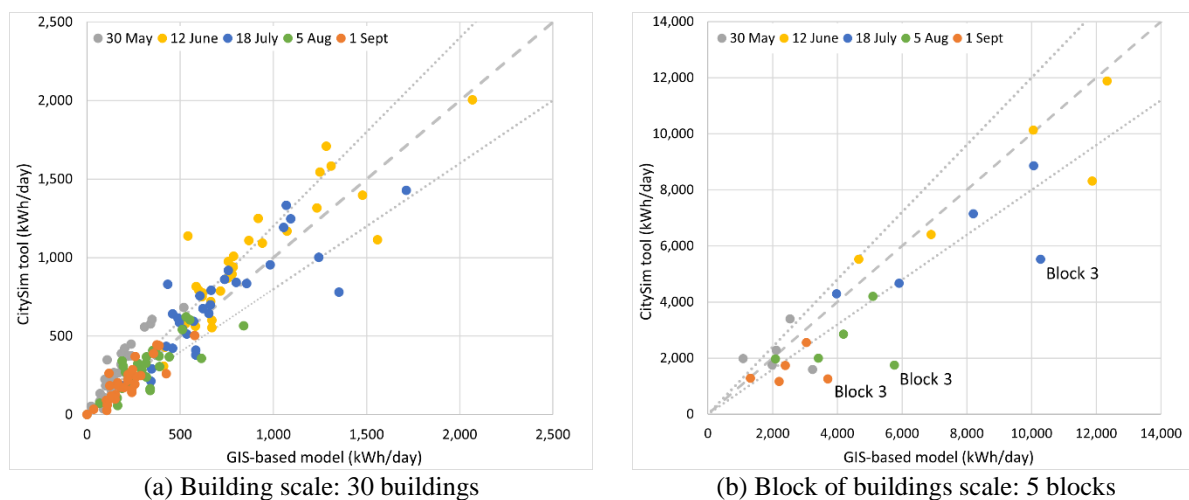 2,500
2,000
1,500
1,000
500
0
0 500 1,000 1,500 2,000 2,500
30 May 12 June 18 July 5 Aug 1 Sept
CitySim tool (kWh/day)
GIS-based model (kWh/day)
(a) Building scale: 30 buildings
14,000
12,000
10,000
8,000
6,000
4,000
2,000
0
0 2,000 4,000 6,000 8,000 10,000 12,000 14,000
30 May 12 June 18 July 5 Aug 1 Sept
Block 3
Block 3
Block 3
CitySim tool (kWh/day)
GIS-based model (kWh/day)
(b) Block of buildings scale: 5 blocks